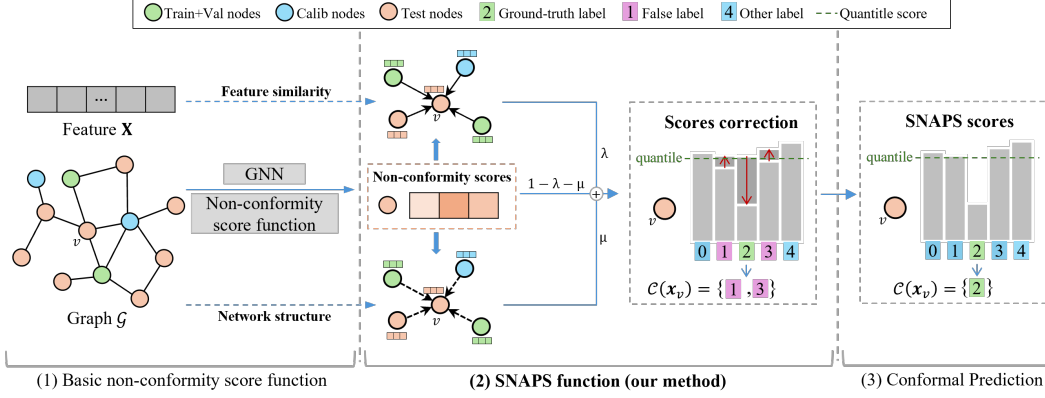 Train+Val nodes Calib nodes Test nodes 2 Ground-truth label 1 False label 4 Other label Quantile score
Feature X
...
Feature similarity
GNN
Non-conformity
score function
v
Graph 𝒢
Network structure
v
Non-conformity scores
v
λ
1 − λ − μ
+
μ
Scores correction
quantile
v
0 1 2 3 4
𝒞(𝒙ᵥ) = {1 ,3}
SNAPS scores
quantile
v
0 1 2 3 4
𝒞(𝒙ᵥ) = {2}
(1) Basic non-conformity score function
(2) SNAPS function (our method)
(3) Conformal Prediction